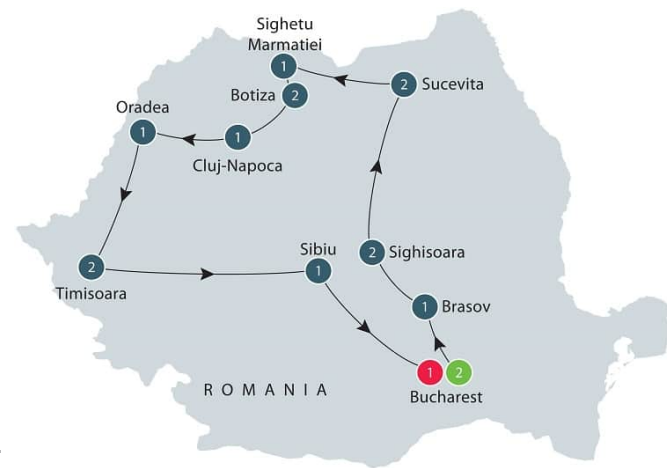 Sighetu
Marmatiei
1
2
Sucevita
Botiza
2
Oradea
1
1
Cluj-Napoca
Sibiu
1
2
Sighisoara
2
Timisoara
1
Brasov
1
2
Bucharest
ROMANIA